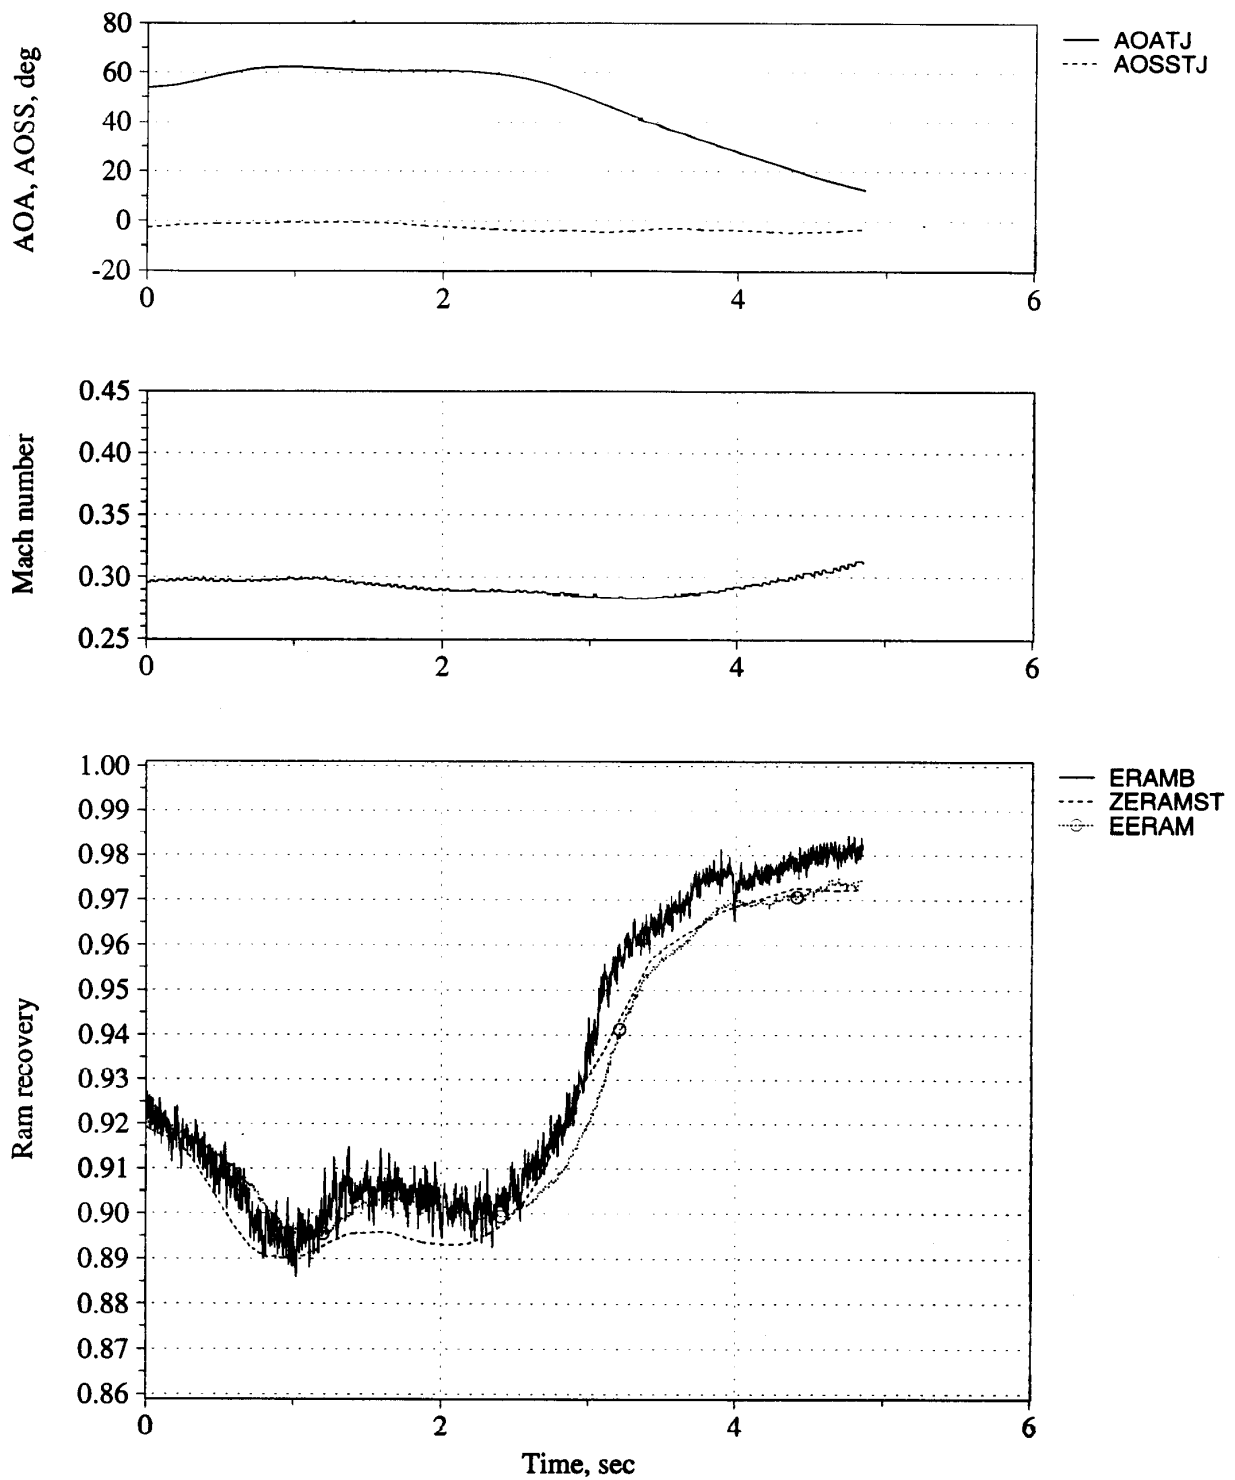 AOA, AOSS, deg
80
60
40
20
0
-20
0 2 4 6
AOATJ
AOSSTJ
Mach number
0.45
0.40
0.35
0.30
0.25
0 2 4 6
Ram recovery
1.00
0.99
0.98
0.97
0.96
0.95
0.94
0.93
0.92
0.91
0.90
0.89
0.88
0.87
0.86
0 2 4 6
Time, sec
ERAMB
ZERAMST
EERAM